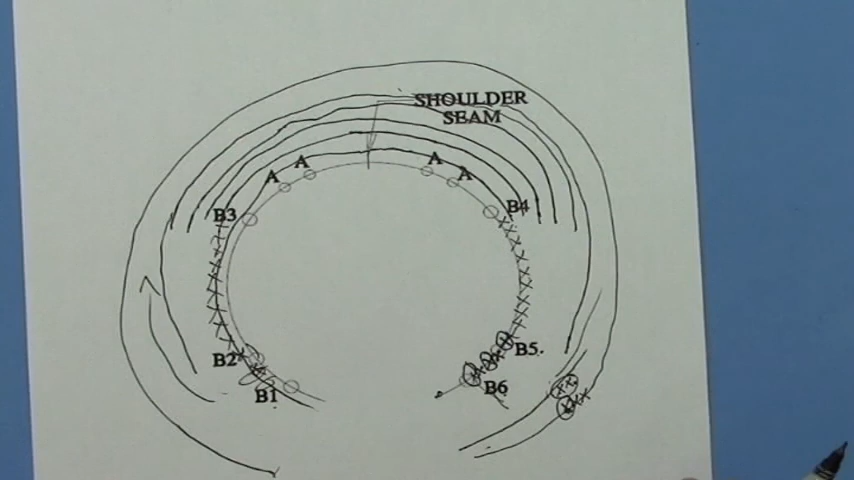 SHOULDER
SEAM
A A A A
B3 B4
B2 B5
B1 B6